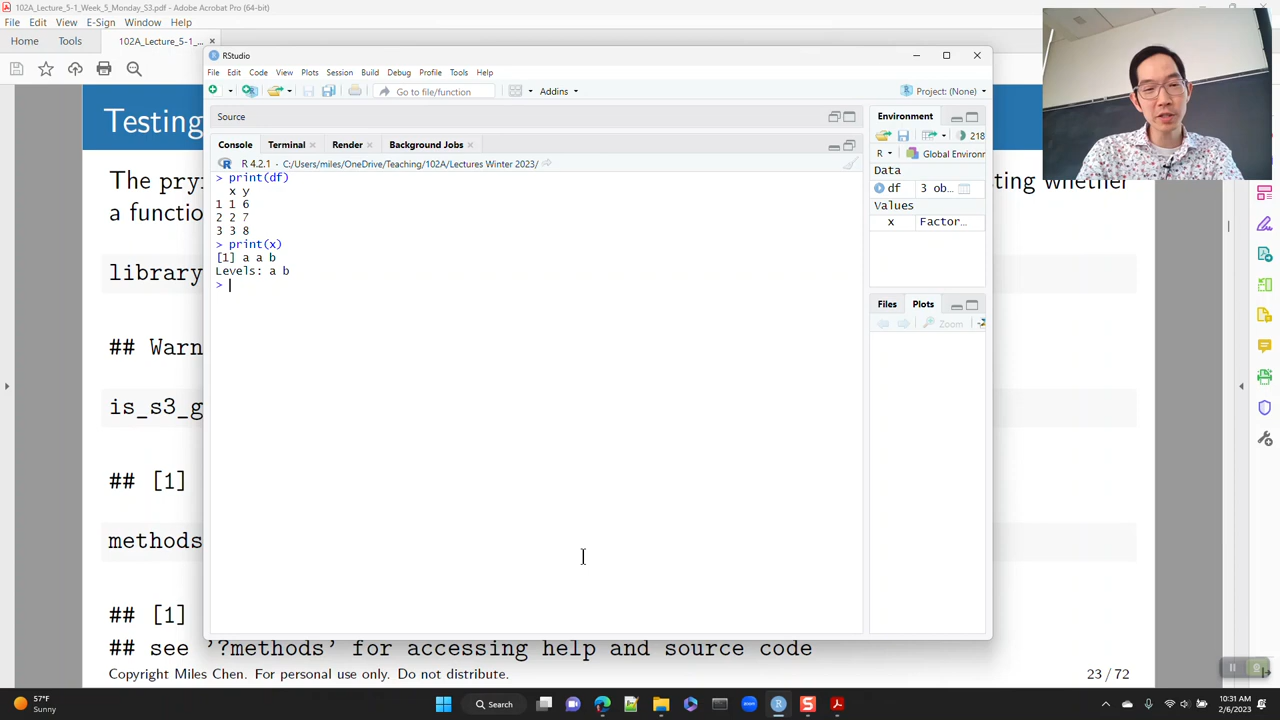 102A_Lecture_5-1_Week_5_Monday_S3.pdf - Adobe Acrobat Pro (64-bit)
File Edit View E-Sign Window Help
Home Tools 102A_Lecture_5-1_... ×
RStudio
File Edit Code View Plots Session Build Debug Profile Tools Help
Go to file/function Addins Project: (None)
Source
Console Terminal × Render × Background Jobs ×
R 4.2.1 · C:/Users/miles/OneDrive/Teaching/102A/Lectures Winter 2023/
> print(df)
x y
1 1 6
2 2 7
3 3 8
> print(x)
[1] a a b
Levels: a b
>
Environment
218
R Global Environr
Data
df 3 ob...
Values
x Factor...
Files Plots
Zoom
Testing
The pry
sting whether
a functio
library
## Warn
is_s3_g
## [1]
methods
## [1]
## see '?methods' for accessing help and source code
Copyright Miles Chen. For personal use only. Do not distribute. 23 / 72
57°F
Sunny
Search
zoom
10:31 AM
2/6/2023